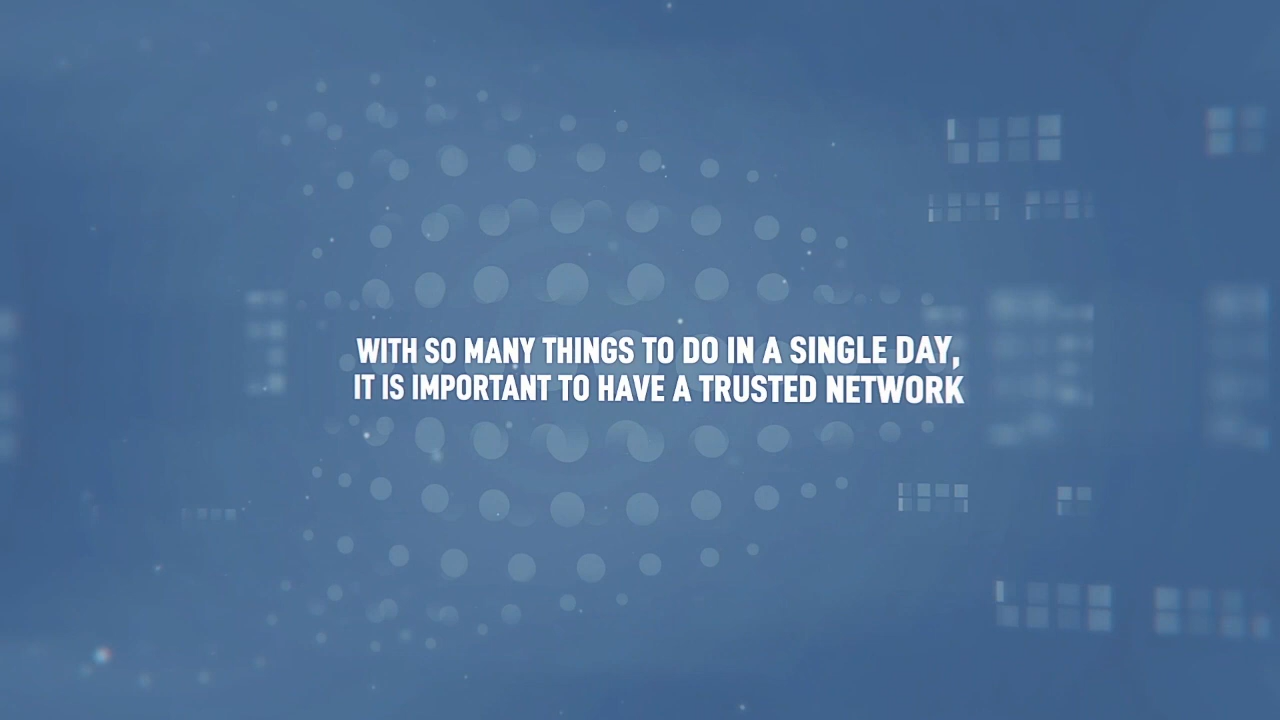 WITH SO MANY THINGS TO DO IN A SINGLE DAY,
IT IS IMPORTANT TO HAVE A TRUSTED NETWORK